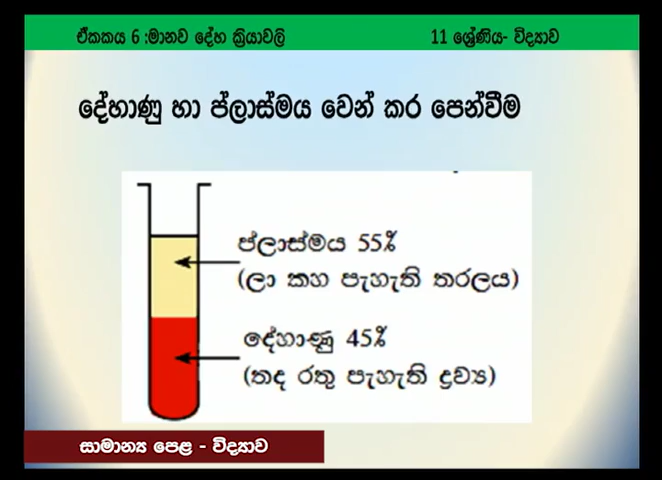 ඒකකය 6 :මානව දේහ ක්‍රියාවලි
11 ශ්‍රේණිය- විද්‍යාව
දේහාණු හා ප්ලාස්මය වෙන් කර පෙන්වීම
ප්ලාස්මය 55%
(ලා කහ පැහැති තරලය)
දේහාණු 45%
(තද රතු පැහැති ද්‍රව්‍ය)
සාමාන්‍ය පෙළ - විද්‍යාව